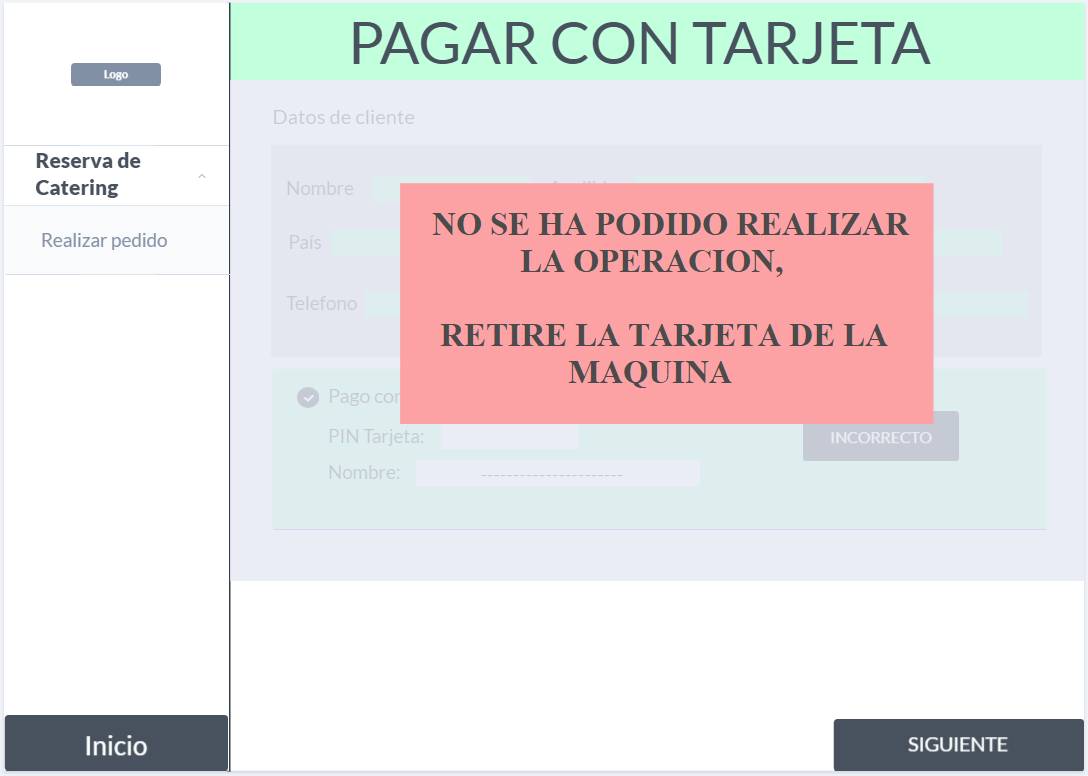 PAGAR CON TARJETA
Logo
Reserva de
Catering
Realizar pedido
Datos de cliente
Nombre
País
Telefono
NO SE HA PODIDO REALIZAR
LA OPERACION,
RETIRE LA TARJETA DE LA
MAQUINA
Pago con
PIN Tarjeta:
INCORRECTO
Nombre: ----------------------
Inicio
SIGUIENTE